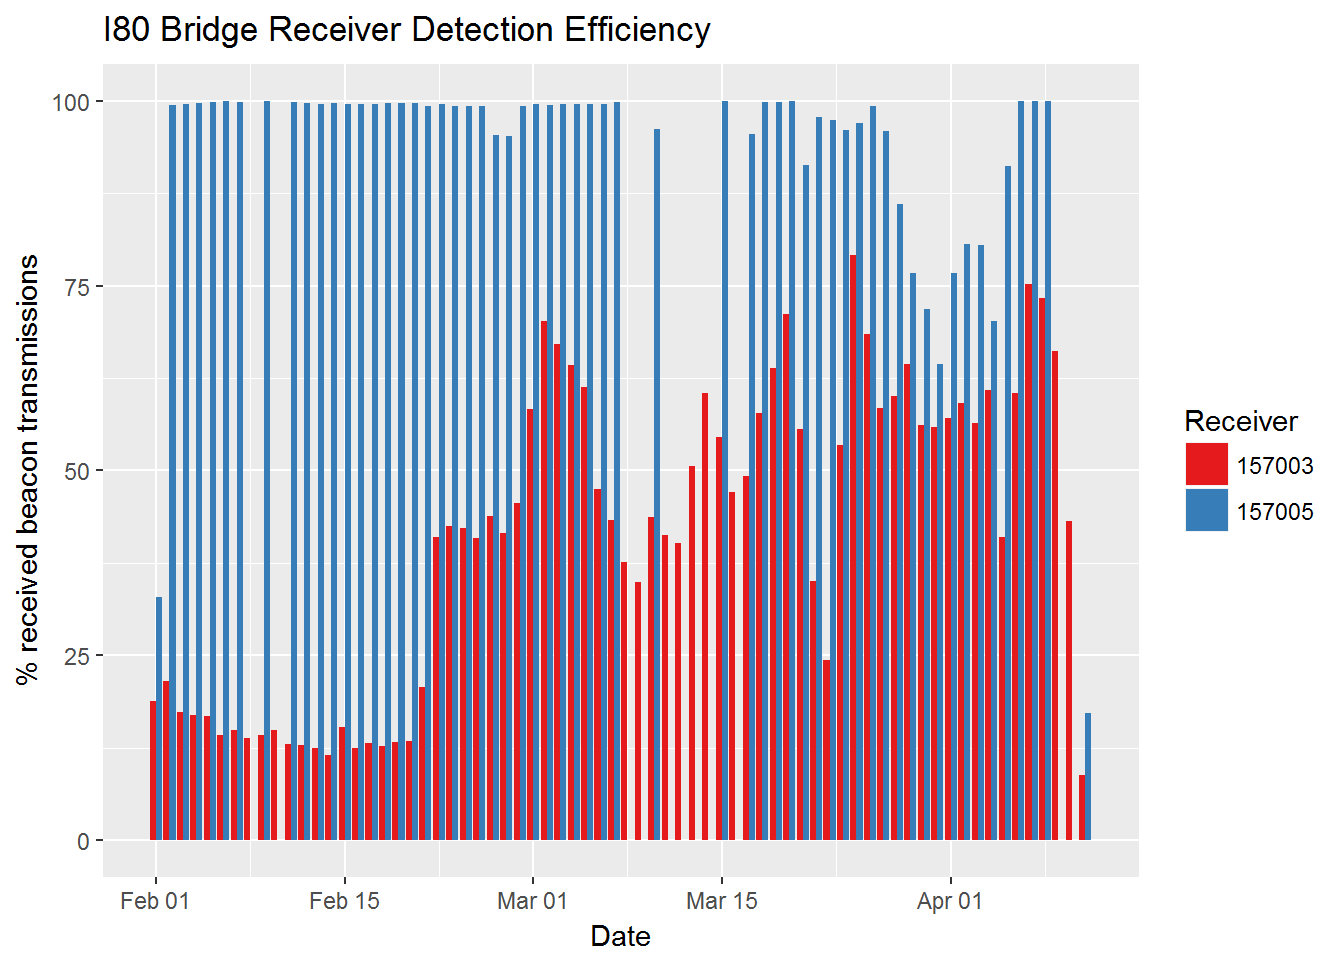 I80 Bridge Receiver Detection Efficiency
% received beacon transmissions
100
75
50
25
0
Feb 01
Feb 15
Mar 01
Mar 15
Apr 01
Date
Receiver
157003
157005